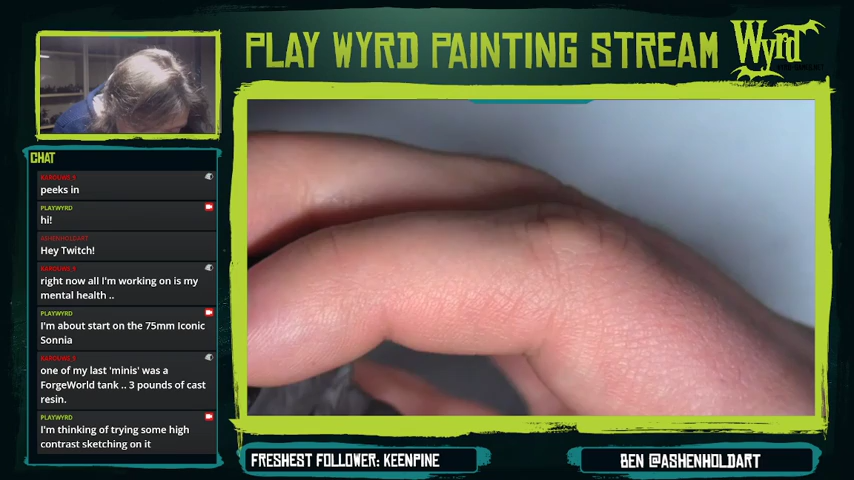 PLAY WYRD PAINTING STREAM
Wyrd
CHAT
peeks in
PLAYWYRD
hi!
ASHENHOLDART
Hey Twitch!
right now all I'm working on is my
mental health ..
PLAYWYRD
I'm about start on the 75mm Iconic
Sonnia
one of my last 'minis' was a
ForgeWorld tank .. 3 pounds of cast
resin.
PLAYWYRD
I'm thinking of trying some high
contrast sketching on it
FRESHEST FOLLOWER: KEENPINE
BEN @ASHENHOLDART